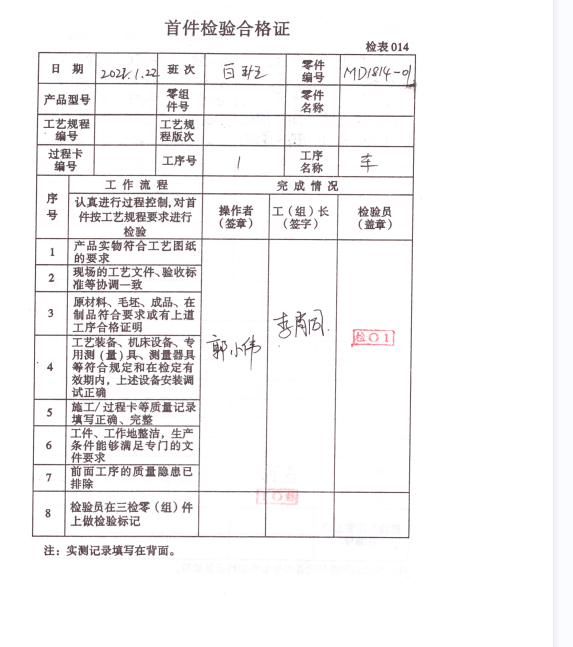 首件检验合格证
检表014
日 期 班次 白班 零件编号 MD1814-01
产品型号 零组件号 零件名称
工艺规程编号 工艺规程版次
过程卡编号 工序号 1 工序名称 车
序号 工作流程 完成情况
认真进行过程控制,对首件按工艺规程要求进行检验
操作者(签章) 工(组)长(签字) 检验员(盖章)
1 产品实物符合工艺图纸的要求
2 现场的工艺文件、验收标准等协调一致
3 原材料、毛坯、成品、在制品符合要求或有上道工序合格证明
4 工艺装备、机床设备、专用测(量)具、测量器具等符合规定和在检定有效期内,上述设备安装调试正确
郭小伟
检01
5 施工/过程卡等质量记录填写正确、完整
6 工件、工作地整洁,生产条件能够满足专门的文件要求
7 前面工序的质量隐患已排除
8 检验员在三检零(组)件上做检验标记
注:实测记录填写在背面。